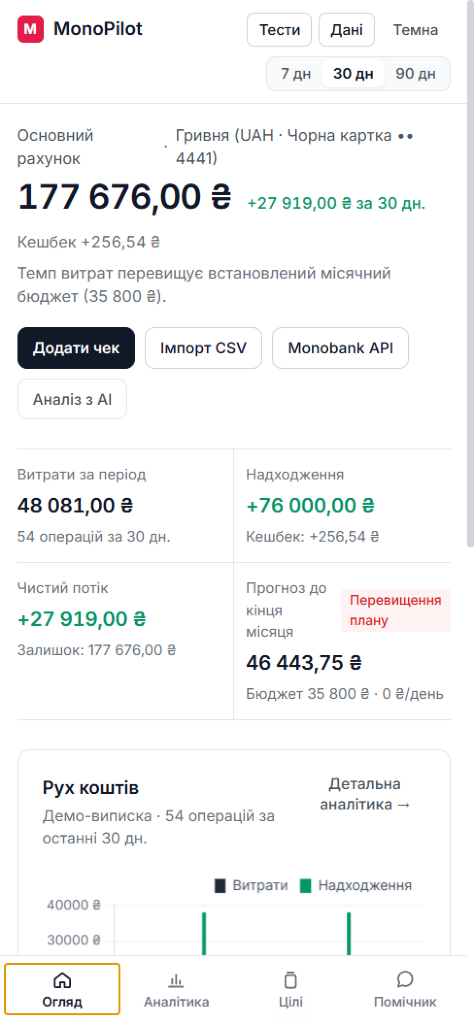 M MonoPilot Тести Дані Темна
7 дн 30 дн 90 дн
Основний рахунок · Гривня (UAH · Чорна картка •• 4441)
177 676,00 ₴ +27 919,00 ₴ за 30 дн.
Кешбек +256,54 ₴
Темп витрат перевищує встановлений місячний
бюджет (35 800 ₴).
Додати чек Імпорт CSV Monobank API
Аналіз з AI
Витрати за період
48 081,00 ₴
54 операцій за 30 дн.
Надходження
+76 000,00 ₴
Кешбек: +256,54 ₴
Чистий потік
+27 919,00 ₴
Залишок: 177 676,00 ₴
Прогноз до
кінця
місяця
Перевищення
плану
46 443,75 ₴
Бюджет 35 800 ₴ · 0 ₴/день
Рух коштів
Демо-виписка · 54 операцій за
останні 30 дн.
Детальна
аналітика →
Витрати Надходження
40000 ₴
30000 ₴
Огляд Аналітика Цілі Помічник